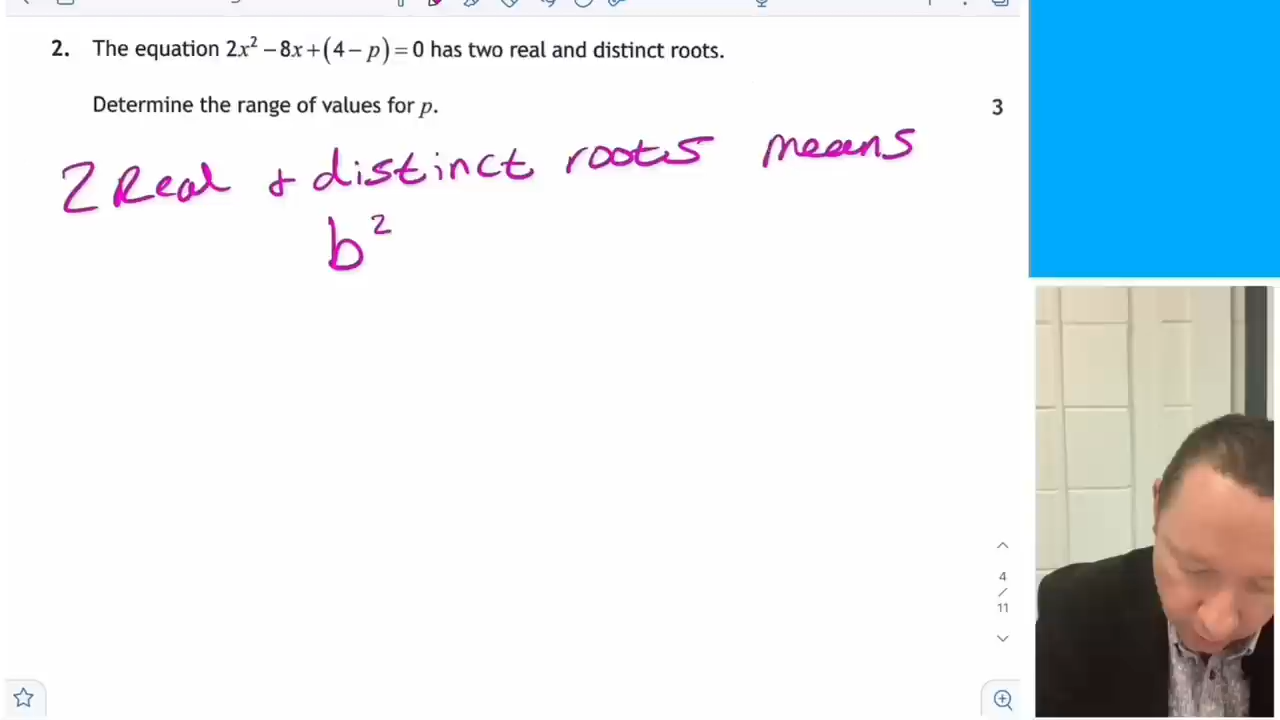 2. The equation 2x² − 8x + (4 − p) = 0 has two real and distinct roots.
Determine the range of values for p. 3
2 Real & distinct roots means
b²
4
/
11